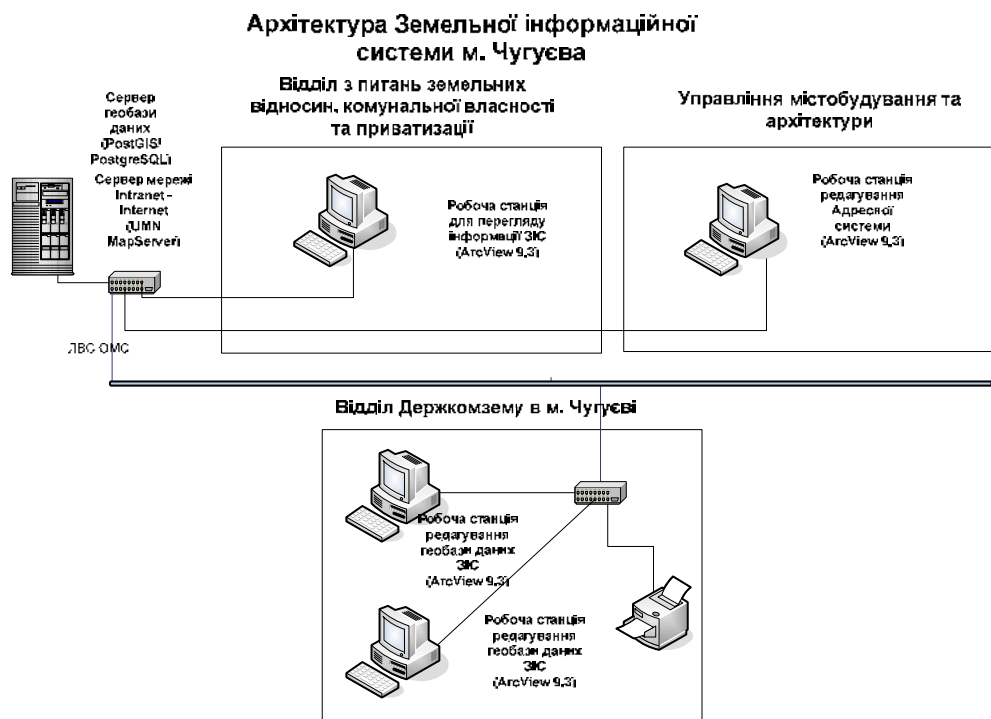 Архітектура Земельної інформаційної
системи м. Чугуєва
Відділ з питань земельних
відносин, комунальної власності
та приватизації
Управління містобудування та
архітектури
Сервер
геобази
даних
(PostGIS/
PostgreSQL)
Сервер мережі
Intranet –
Internet
(UMN
MapServer)
Робоча станція
для перегляду
інформації ЗІС
(ArcView 9,3)
Робоча станція
редагування
Адресної
системи
(ArcView 9,3)
ЛВС ОМС
Відділ Держкомзему в м. Чугуєві
Робоча станція
редагування
геобази даних
ЗІС
(ArcView 9,3)
Робоча станція
редагування
геобази даних
ЗІС
(ArcView 9,3)